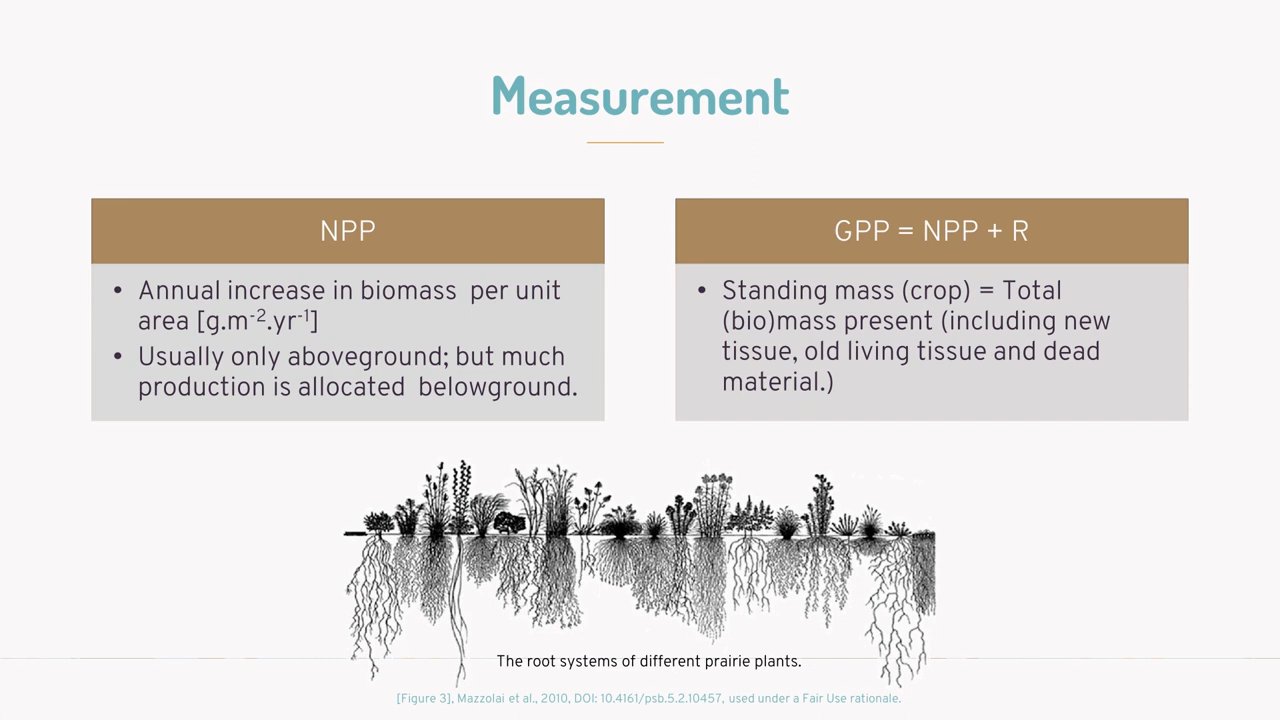 Measurement
NPP
• Annual increase in biomass  per unit
area [g.m⁻².yr⁻¹]
• Usually only aboveground; but much
production is allocated  belowground.
GPP = NPP + R
• Standing mass (crop) = Total
(bio)mass present (including new
tissue, old living tissue and dead
material.)
The root systems of different prairie plants.
[Figure 3], Mazzolai et al., 2010, DOI: 10.4161/psb.5.2.10457, used under a Fair Use rationale.